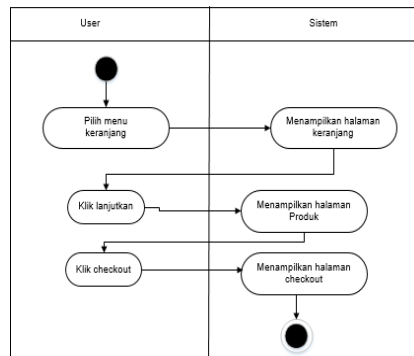 User
Sistem
Pilih menu
keranjang
Menampilkan halaman
keranjang
Klik lanjutkan
Menampilkan halaman
Produk
Klik checkout
Menampilkan halaman
checkout